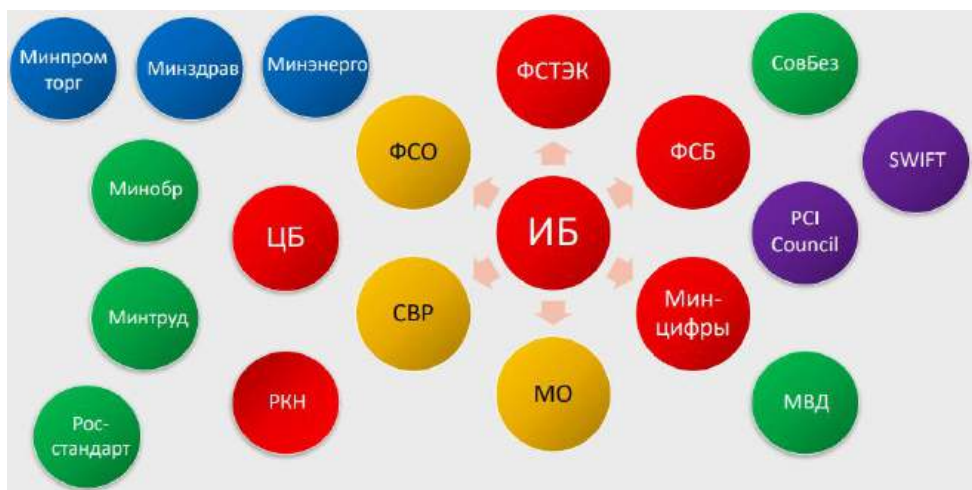 Минпром
торг
Минздрав
Минэнерго
ФСТЭК
СовБез
ФСО
ФСБ
SWIFT
Минобр
ЦБ
ИБ
PCI
Council
Минтруд
СВР
Мин-
цифры
РКН
МО
МВД
Рос-
стандарт